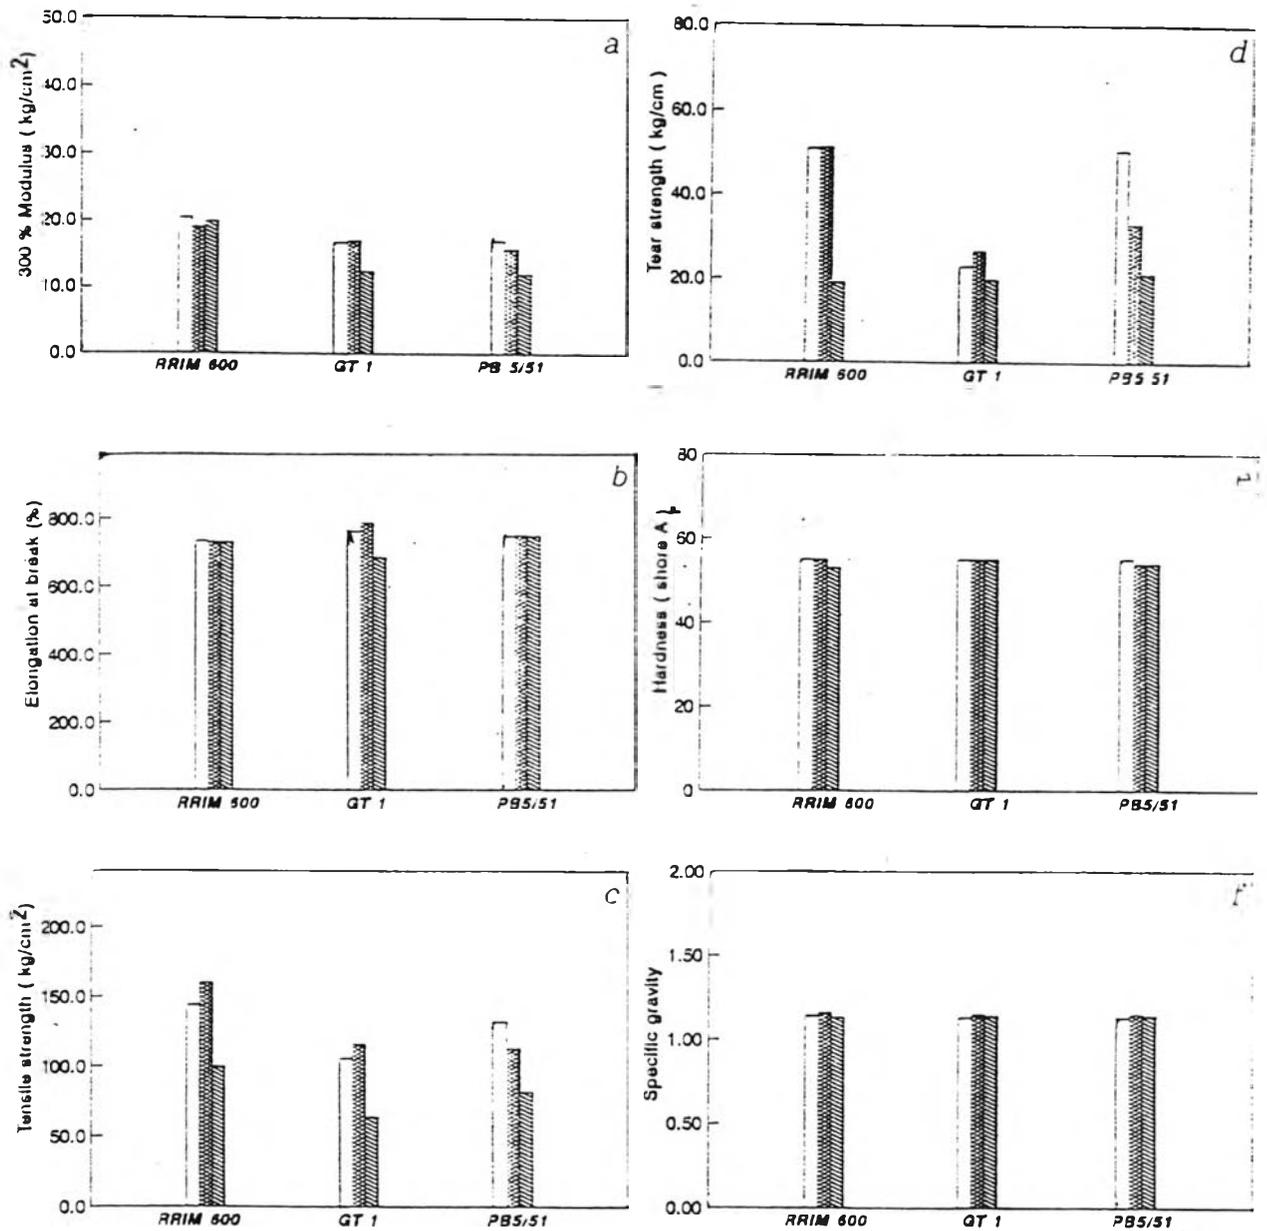 a
300 % Modulus ( kg/cm²)
50.0
40.0
30.0
20.0
10.0
0.0
RRIM 600
GT 1
PB 5/51
d
Tear strength ( kg/cm )
80.0
60.0
40.0
20.0
0.0
RRIM 600
GT 1
PB5 51
b
Elongation at break (%)
800.0
600.0
400.0
200.0
0.0
RRIM 600
GT 1
PB5/51
Hardness ( shore A )
80
60
40
20
0
RRIM 600
GT 1
PB5/51
c
Tensile strength ( kg/cm²)
200.0
150.0
100.0
50.0
0.0
RRIM 600
GT 1
PB5/51
f
Specific gravity
2.00
1.50
1.00
0.50
0.00
RRIM 600
GT 1
PB5/51